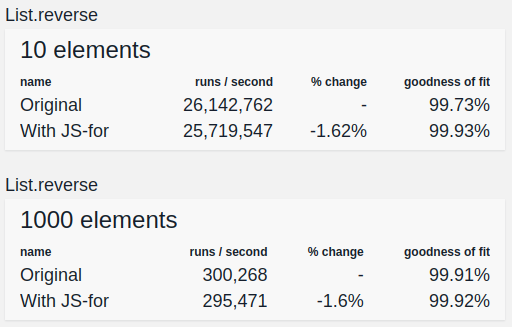 List.reverse
10 elements
name runs / second % change goodness of fit
Original 26,142,762 - 99.73%
With JS-for 25,719,547 -1.62% 99.93%
List.reverse
1000 elements
name runs / second % change goodness of fit
Original 300,268 - 99.91%
With JS-for 295,471 -1.6% 99.92%